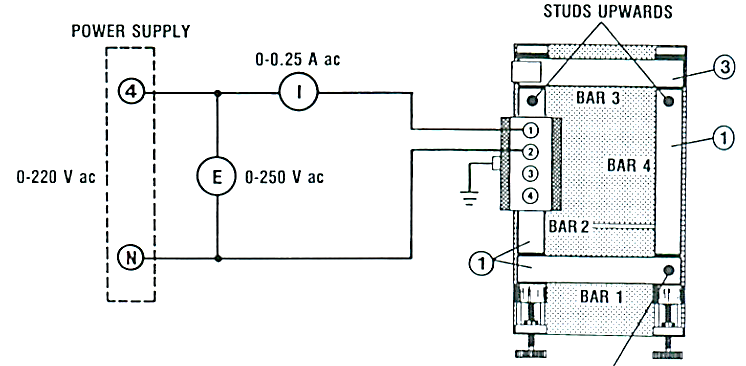 STUDS UPWARDS
POWER SUPPLY
0-0.25 A ac
4
I
3
BAR 3
1
2
3
4
1
BAR 4
0-220 V ac
E
0-250 V ac
BAR 2
N
1
BAR 1